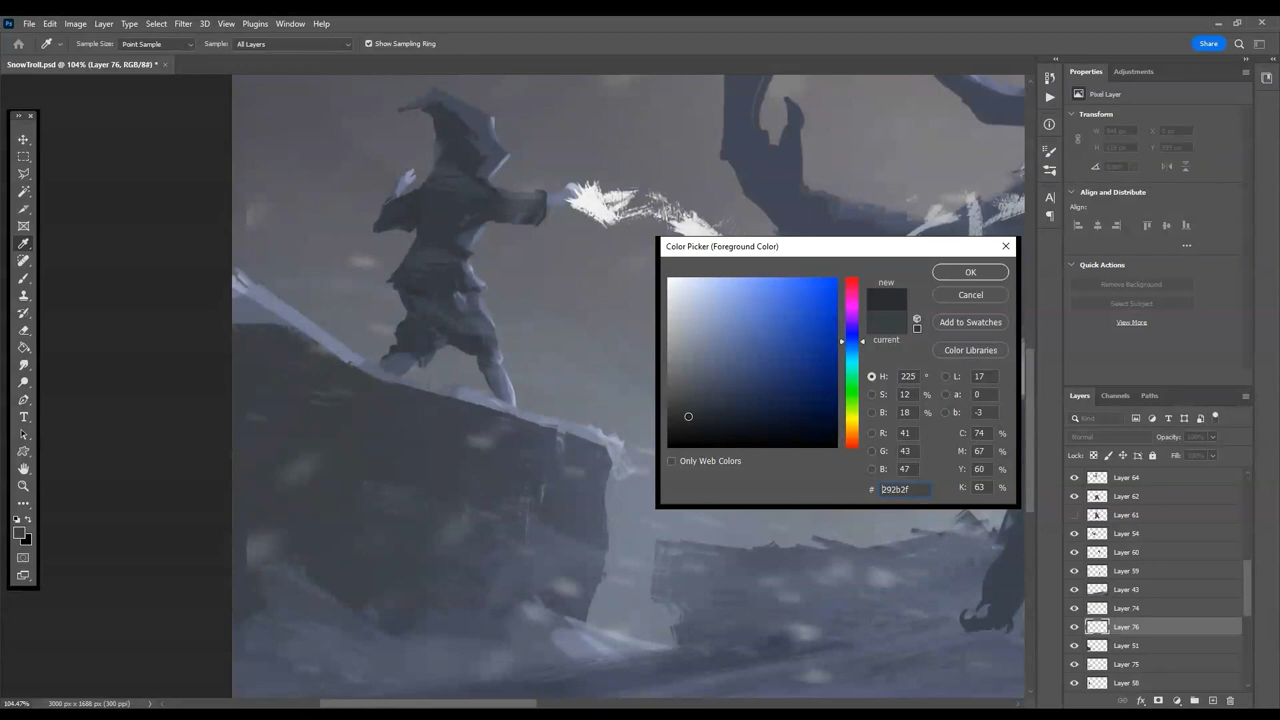 Ps File Edit Image Layer Type Select Filter 3D View Plugins Window Help
Sample Size: Point Sample Sample: All Layers Show Sampling Ring Share
SnowTroll.psd @ 104% (Layer 76, RGB/8#) *
Properties Adjustments
Pixel Layer
Transform
Align and Distribute
Align:
Quick Actions
Remove Background
Select Subject
View More
Color Picker (Foreground Color)
new
current
OK
Cancel
Add to Swatches
Color Libraries
H: 225 ° L: 17
S: 12 % a: 0
B: 18 % b: -3
R: 41 C: 74 %
G: 43 M: 67 %
B: 47 Y: 60 %
# 292b2f K: 63 %
Only Web Colors
Layers Channels Paths
Kind
Normal Opacity: 100%
Lock: Fill: 100%
Layer 64
Layer 62
Layer 61
Layer 54
Layer 60
Layer 59
Layer 43
Layer 74
Layer 76
Layer 51
Layer 75
Layer 58
104.47% 3000 px x 1688 px (300 ppi)